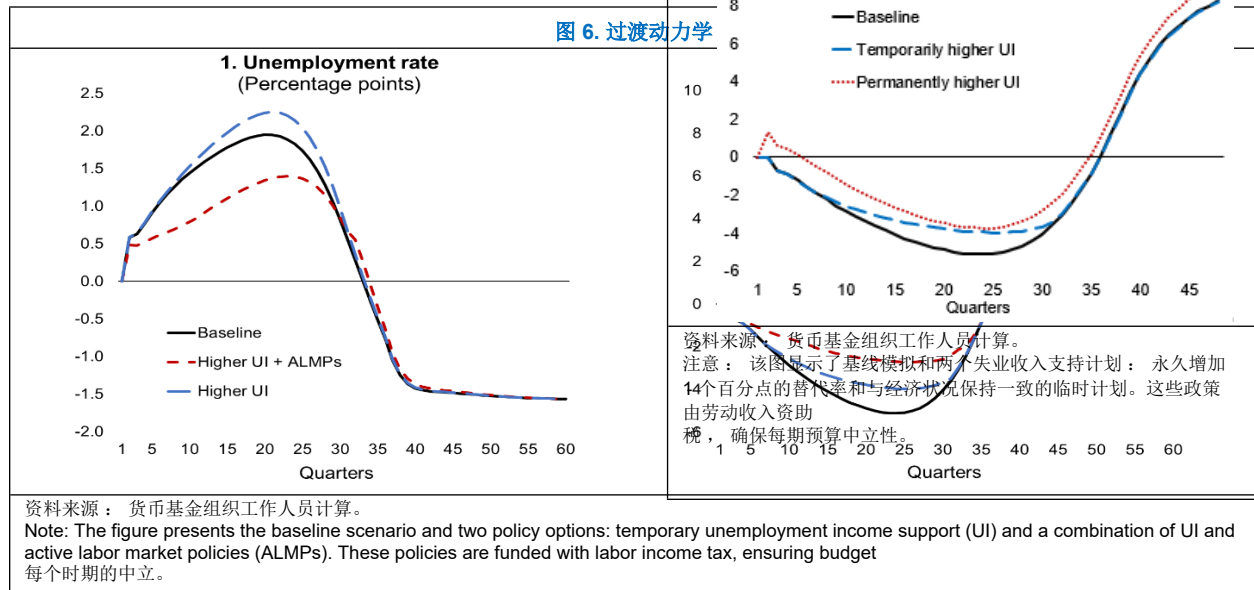 图 6. 过渡动力学
1. Unemployment rate
(Percentage points)
2.5
2.0
1.5
1.0
0.5
0.0
-0.5
-1.0
-1.5
-2.0
Baseline
Higher UI + ALMPs
Higher UI
1 5 10 15 20 25 30 35 40 45 50 55 60
Quarters
8
6
4
2
0
-2
-4
-6
Baseline
Temporarily higher UI
Permanently higher UI
1 5 10 15 20 25 30 35 40 45
Quarters
10
8
6
4
2
0
-2
-4
-6
资料来源： 货币基金组织工作人员计算。
注意： 该图显示了基线模拟和两个失业收入支持计划： 永久增加
1个百分点的替代率和与经济状况保持一致的临时计划。这些政策
由劳动收入资助
税， 确保每期预算中立性。
1 5 10 15 20 25 30 35 40 45 50 55 60
Quarters
资料来源： 货币基金组织工作人员计算。
Note: The figure presents the baseline scenario and two policy options: temporary unemployment income support (UI) and a combination of UI and
active labor market policies (ALMPs). These policies are funded with labor income tax, ensuring budget
每个时期的中立。